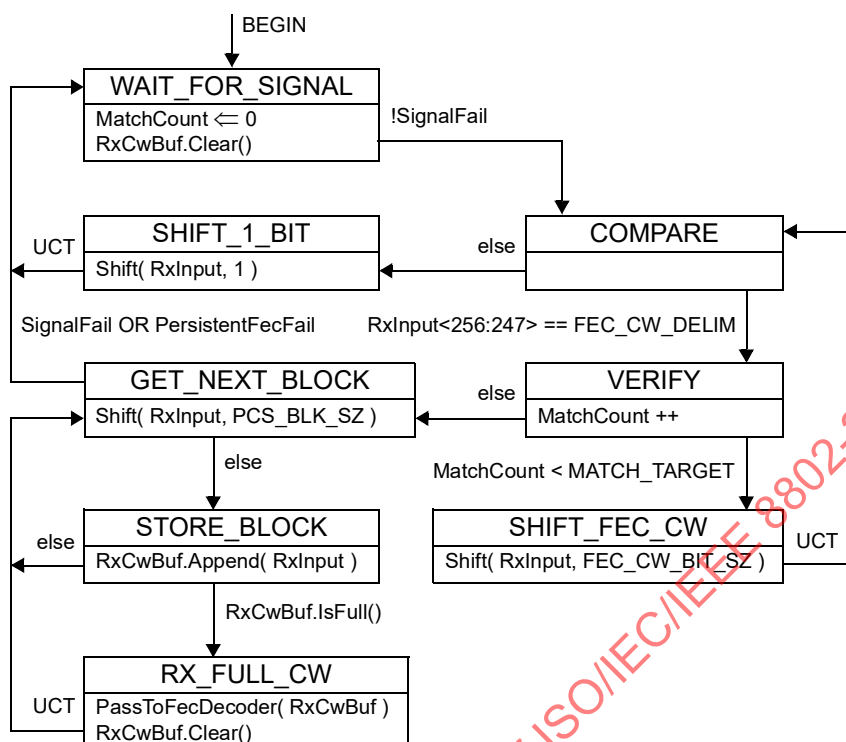 BEGIN
WAIT_FOR_SIGNAL
MatchCount ⇐ 0
RxCwBuf.Clear()
!SignalFail
SHIFT_1_BIT
Shift( RxInput, 1 )
UCT
else
COMPARE
SignalFail OR PersistentFecFail
RxInput<256:247> == FEC_CW_DELIM
GET_NEXT_BLOCK
Shift( RxInput, PCS_BLK_SZ )
else
VERIFY
MatchCount ++
else
MatchCount < MATCH_TARGET
STORE_BLOCK
RxCwBuf.Append( RxInput )
else
SHIFT_FEC_CW
Shift( RxInput, FEC_CW_BIT_SZ )
UCT
RxCwBuf.IsFull()
RX_FULL_CW
PassToFecDecoder( RxCwBuf )
RxCwBuf.Clear()
UCT
ISO/IEC/IEEE 8802-